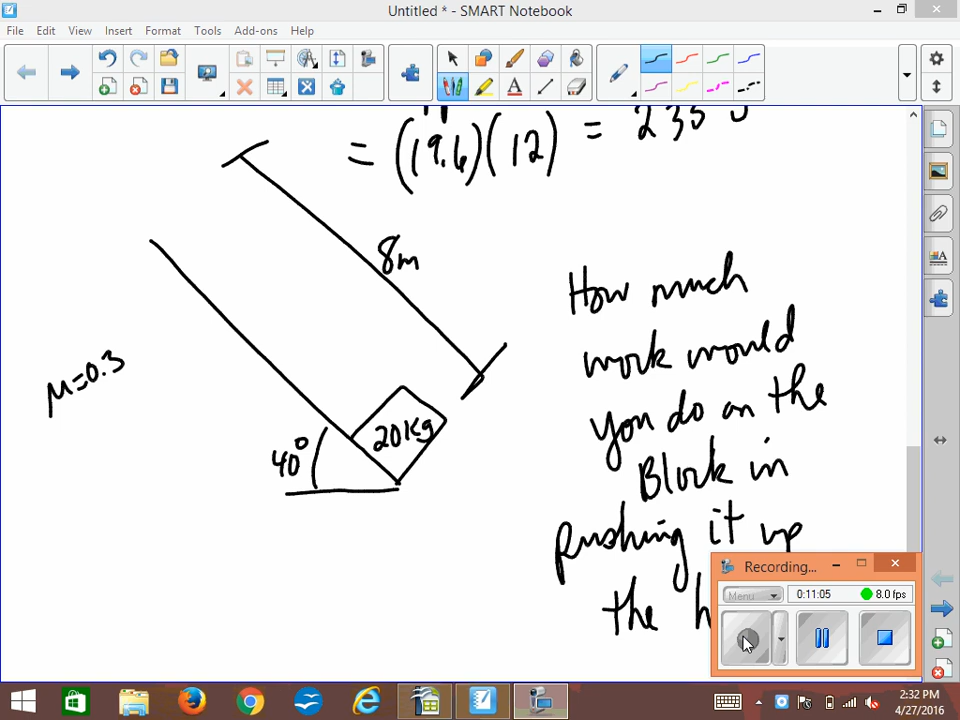 Untitled * - SMART Notebook
File Edit View Insert Format Tools Add-ons Help
= (19.6)(12) = 235 J
8m
μ=0.3
40°
20Kg
How much
work would
you do on the
Block in
pushing it up
the h
Recording...
Menu
0:11:05
8.0 fps
2:32 PM
4/27/2016